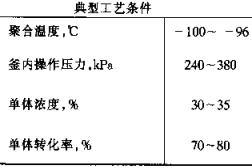 典型工艺条件
聚合温度,℃ －100～－96
釜内操作压力,kPa 240～380
单体浓度,% 30～35
单体转化率,% 70～80